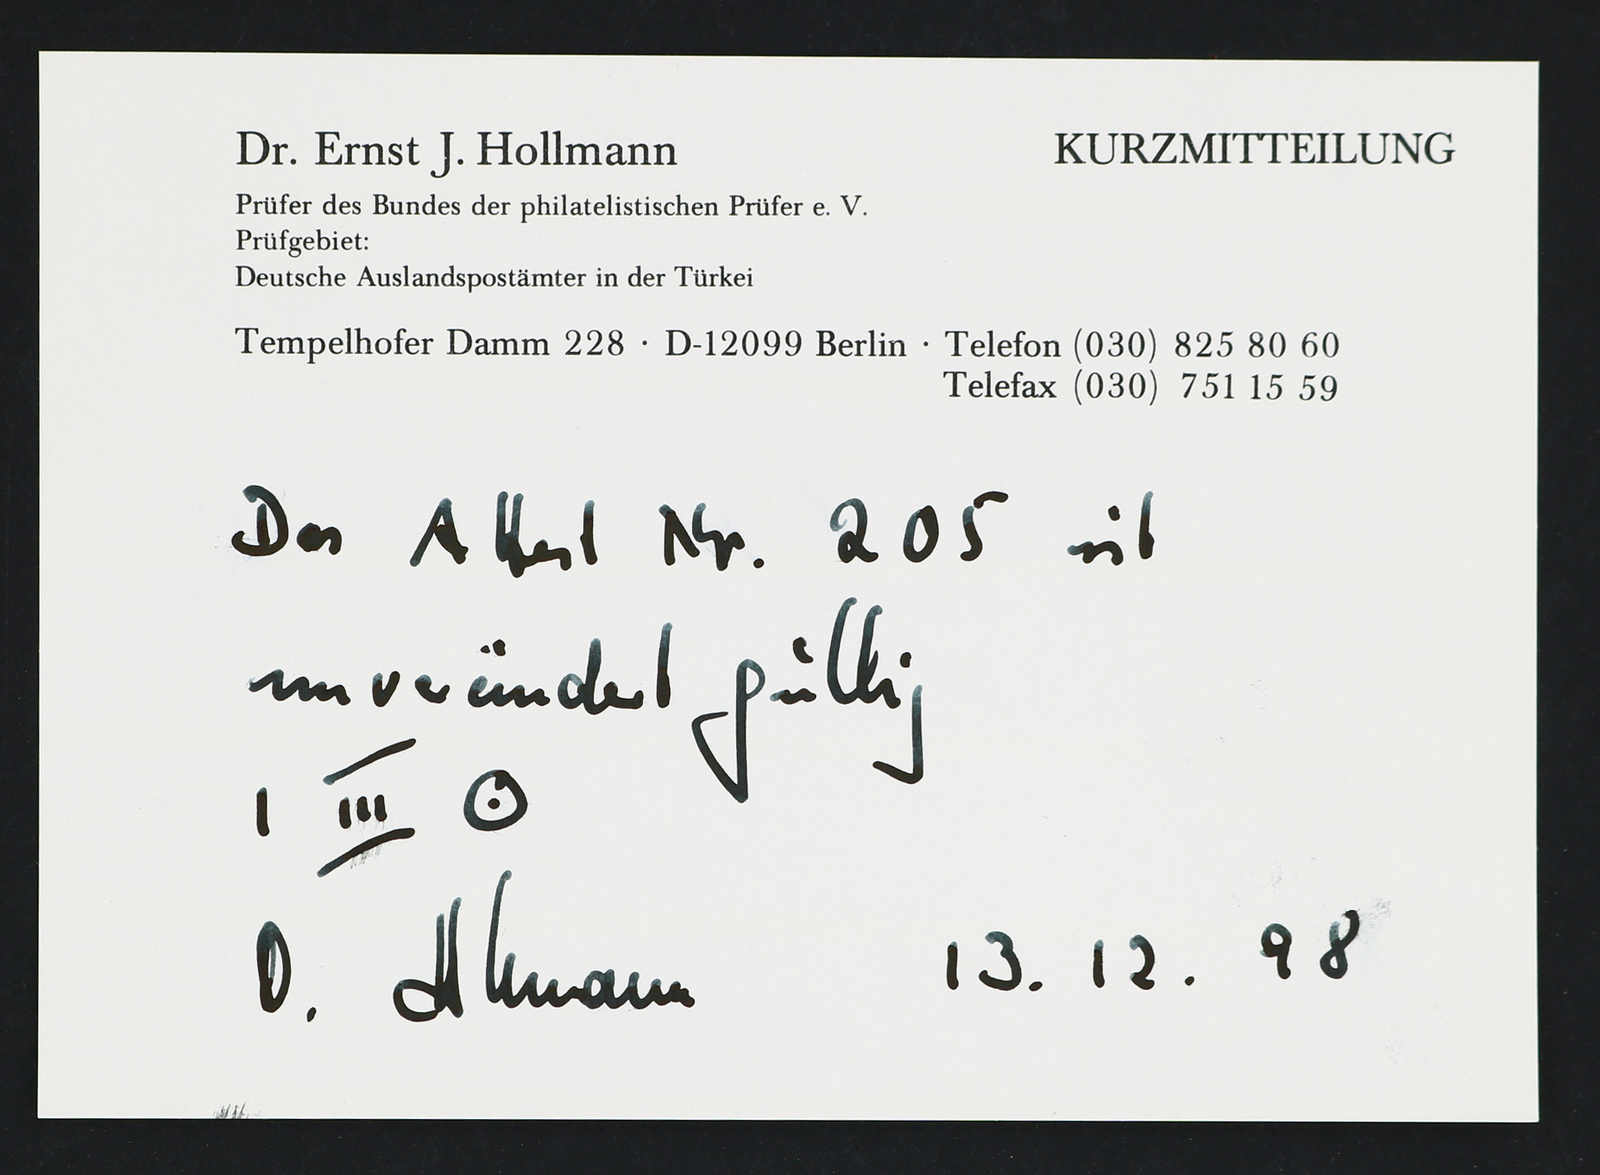 Dr. Ernst J. Hollmann
KURZMITTEILUNG
Prüfer des Bundes der philatelistischen Prüfer e. V.
Prüfgebiet:
Deutsche Auslandspostämter in der Türkei
Tempelhofer Damm 228 · D-12099 Berlin · Telefon (030) 825 80 60
Telefax (030) 751 15 59
Das Attest Nr. 205 ist
unverändert gültig
I III ⊙
D. Hollmann 13. 12. 98